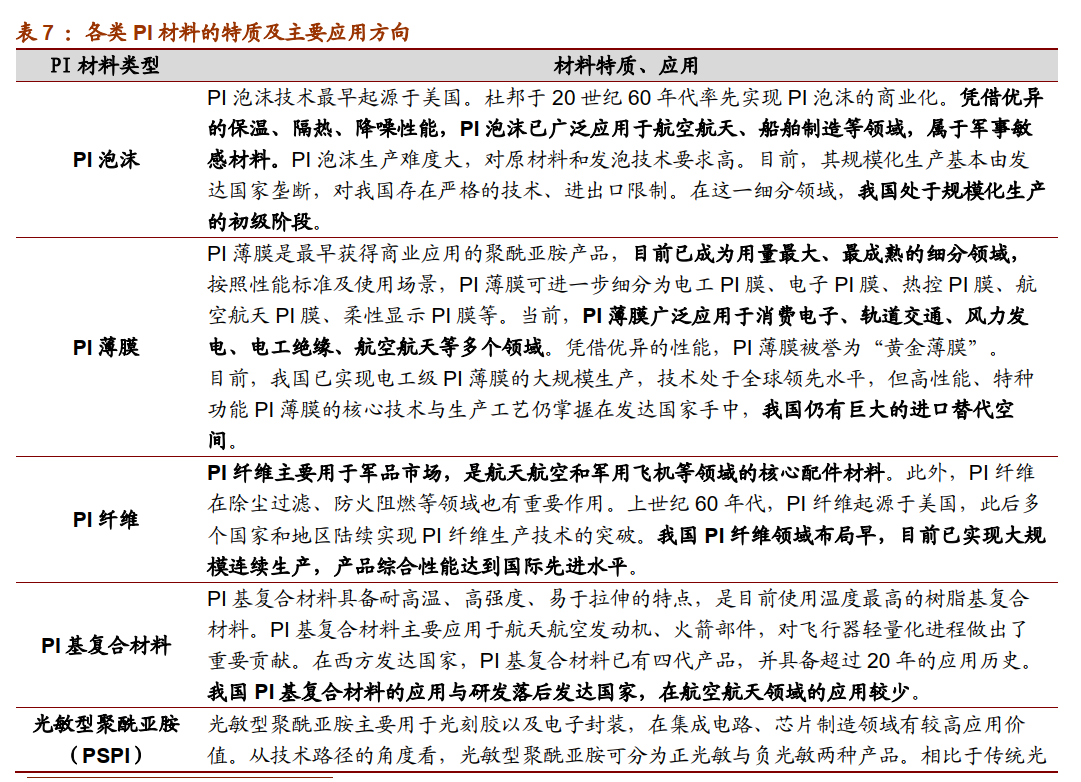 表 7 ：各类 PI 材料的特质及主要应用方向
PI 材料类型 材料特质、应用
PI 泡沫技术最早起源于美国。杜邦于 20 世纪 60 年代率先实现 PI 泡沫的商业化。凭借优异
的保温、隔热、降噪性能，PI 泡沫已广泛应用于航空航天、船舶制造等领域，属于军事敏
PI 泡沫 感材料。PI 泡沫生产难度大，对原材料和发泡技术要求高。目前，其规模化生产基本由发
达国家垄断，对我国存在严格的技术、进出口限制。在这一细分领域，我国处于规模化生产
的初级阶段。
PI 薄膜是最早获得商业应用的聚酰亚胺产品，目前已成为用量最大、最成熟的细分领域，
按照性能标准及使用场景，PI 薄膜可进一步细分为电工 PI 膜、电子 PI 膜、热控 PI 膜、航
空航天 PI 膜、柔性显示 PI 膜等。当前，PI 薄膜广泛应用于消费电子、轨道交通、风力发
PI 薄膜 电、电工绝缘、航空航天等多个领域。凭借优异的性能，PI 薄膜被誉为“黄金薄膜”。
目前，我国已实现电工级 PI 薄膜的大规模生产，技术处于全球领先水平，但高性能、特种
功能 PI 薄膜的核心技术与生产工艺仍掌握在发达国家手中，我国仍有巨大的进口替代空
间。
PI 纤维主要用于军品市场，是航天航空和军用飞机等领域的核心配件材料。此外，PI 纤维
在除尘过滤、防火阻燃等领域也有重要作用。上世纪 60 年代，PI 纤维起源于美国，此后多
PI 纤维 个国家和地区陆续实现 PI 纤维生产技术的突破。我国 PI 纤维领域布局早，目前已实现大规
模连续生产，产品综合性能达到国际先进水平。
PI 基复合材料具备耐高温、高强度、易于拉伸的特点，是目前使用温度最高的树脂基复合
材料。PI 基复合材料主要应用于航天航空发动机、火箭部件，对飞行器轻量化进程做出了
PI 基复合材料 重要贡献。在西方发达国家，PI 基复合材料已有四代产品，并具备超过 20 年的应用历史。
我国 PI 基复合材料的应用与研发落后发达国家，在航空航天领域的应用较少。
光敏型聚酰亚胺 光敏型聚酰亚胺主要用于光刻胶以及电子封装，在集成电路、芯片制造领域有较高应用价
（PSPI） 值。从技术路径的角度看，光敏型聚酰亚胺可分为正光敏与负光敏两种产品。相比于传统光